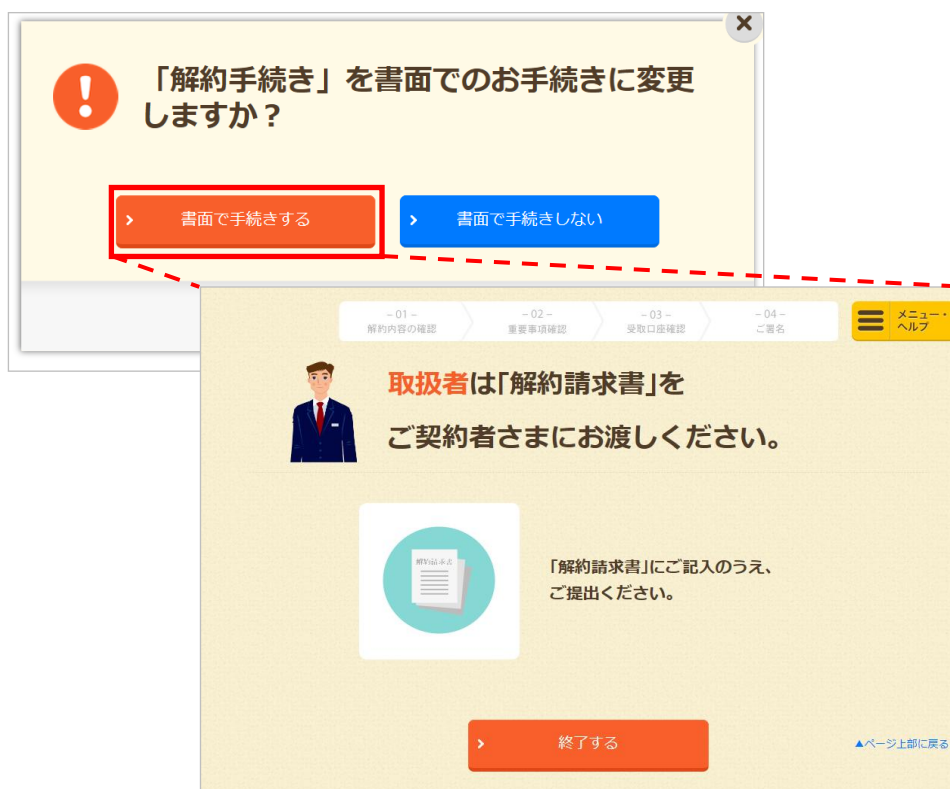 「解約手続き」を書面でのお手続きに変更
しますか？
書面で手続きする
書面で手続きしない
– 01 –
解約内容の確認
– 02 –
重要事項確認
– 03 –
受取口座確認
– 04 –
ご署名
メニュー・
ヘルプ
取扱者は「解約請求書」を
ご契約者さまにお渡しください。
解約請求書
「解約請求書」にご記入のうえ、
ご提出ください。
終了する
▲ページ上部に戻る